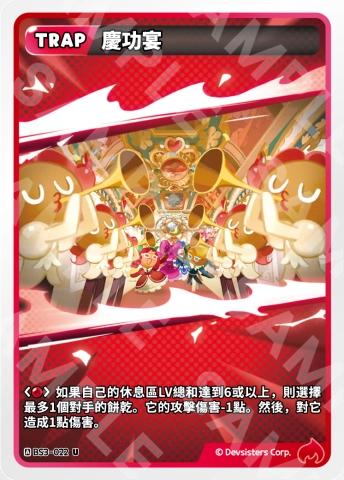 TRAP 慶功宴
《●》如果自己的休息區LV總和達到6或以上，則選擇
最多1個對手的餅乾。它的攻擊傷害-1點。然後，對它
造成1點傷害。
A BS3-022 U
© Devsisters Corp.
SAMPLE